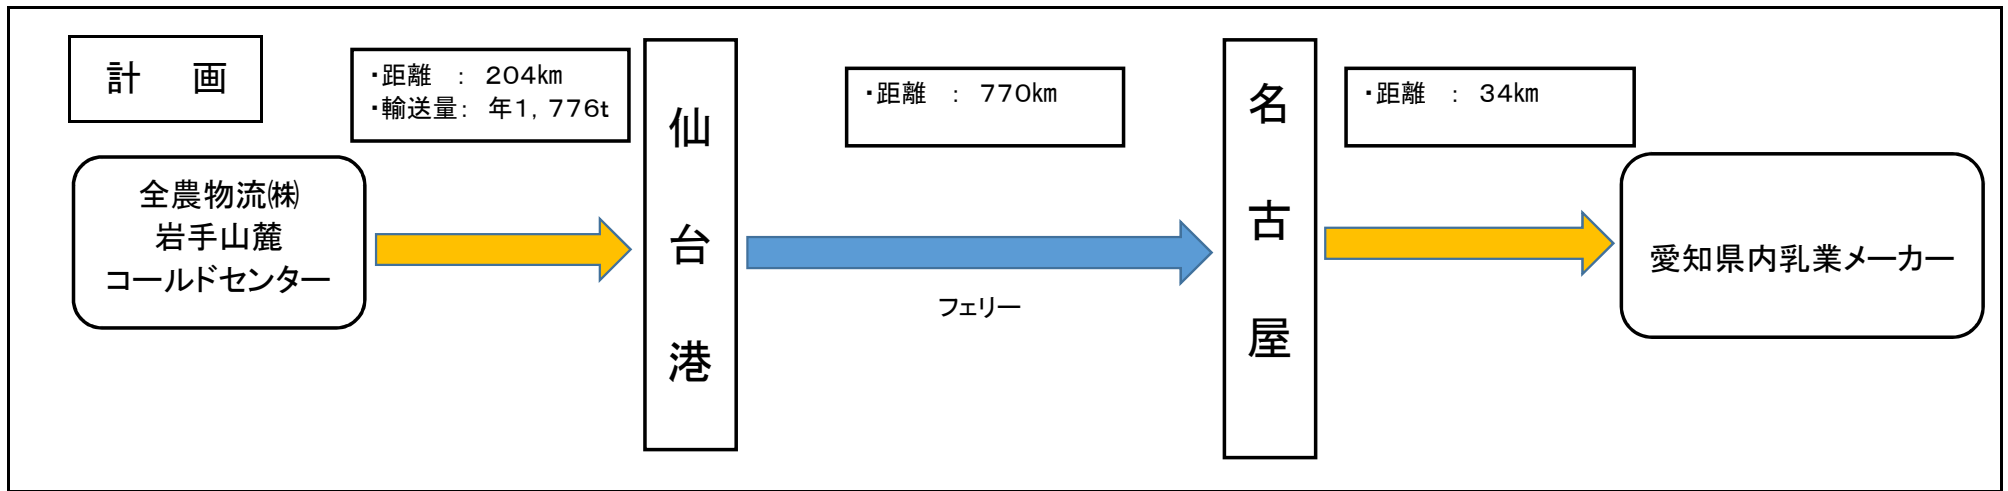 計　画
・距離　：　２０４㎞
・輸送量：　年１，７７６ｔ
全農物流㈱
岩手山麓
コールドセンター
仙台港
・距離　：　７７０㎞
フェリー
名古屋
・距離　：　３４㎞
愛知県内乳業メーカー